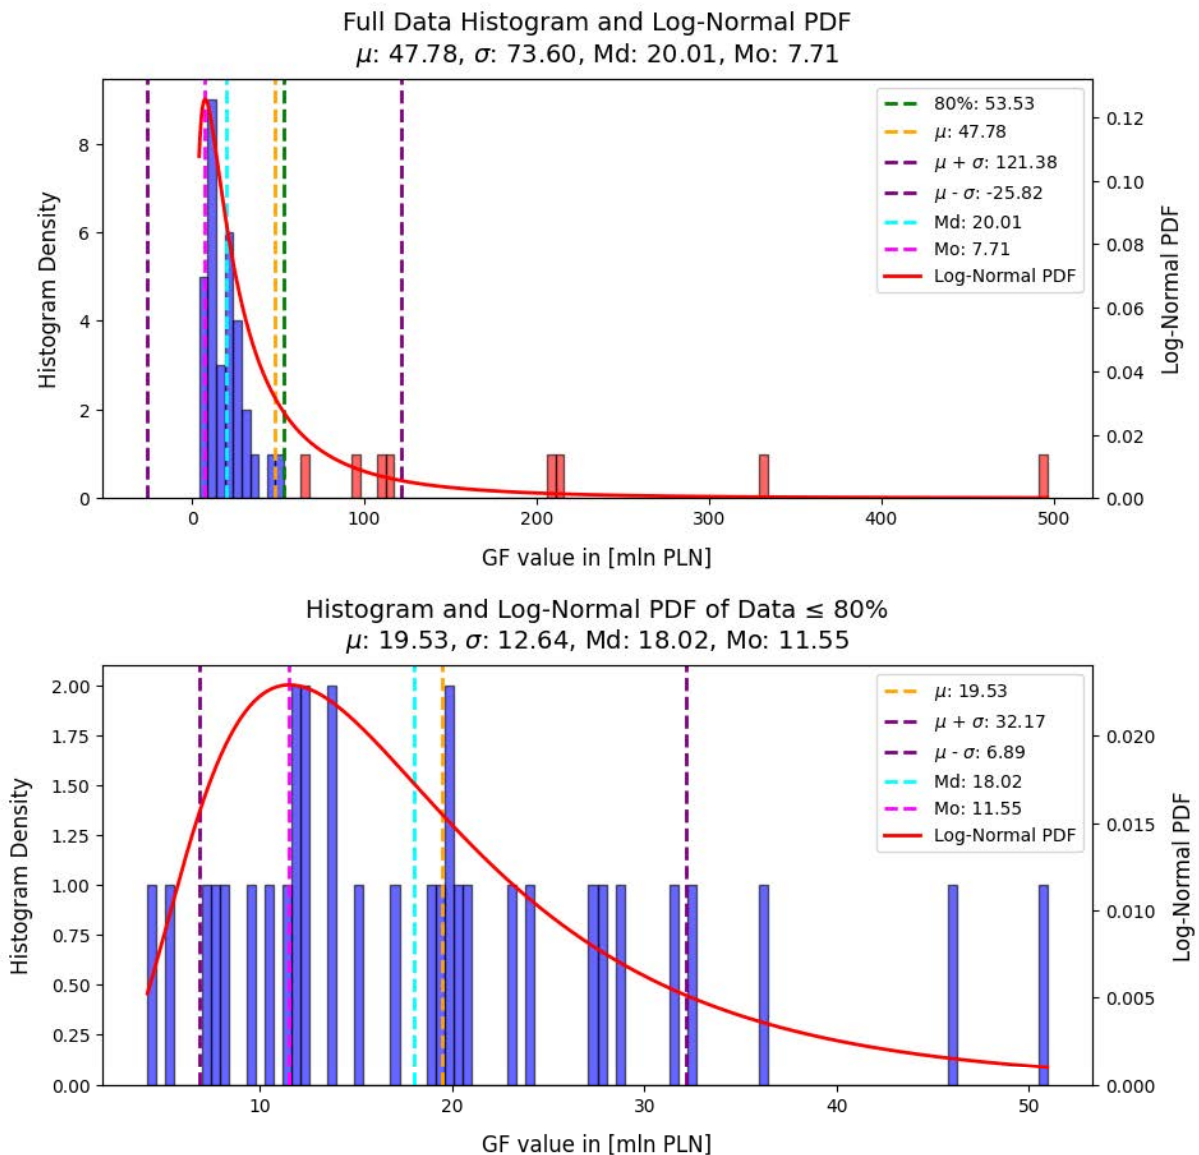 Full Data Histogram and Log-Normal PDF
μ: 47.78, σ: 73.60, Md: 20.01, Mo: 7.71
Histogram Density
8
6
4
2
0
0.12
0.10
0.08
0.06
0.04
0.02
0.00
Log-Normal PDF
80%: 53.53
μ: 47.78
μ + σ: 121.38
μ - σ: -25.82
Md: 20.01
Mo: 7.71
Log-Normal PDF
0 100 200 300 400 500
GF value in [mln PLN]
Histogram and Log-Normal PDF of Data ≤ 80%
μ: 19.53, σ: 12.64, Md: 18.02, Mo: 11.55
Histogram Density
2.00
1.75
1.50
1.25
1.00
0.75
0.50
0.25
0.00
0.020
0.015
0.010
0.005
0.000
Log-Normal PDF
μ: 19.53
μ + σ: 32.17
μ - σ: 6.89
Md: 18.02
Mo: 11.55
Log-Normal PDF
10 20 30 40 50
GF value in [mln PLN]